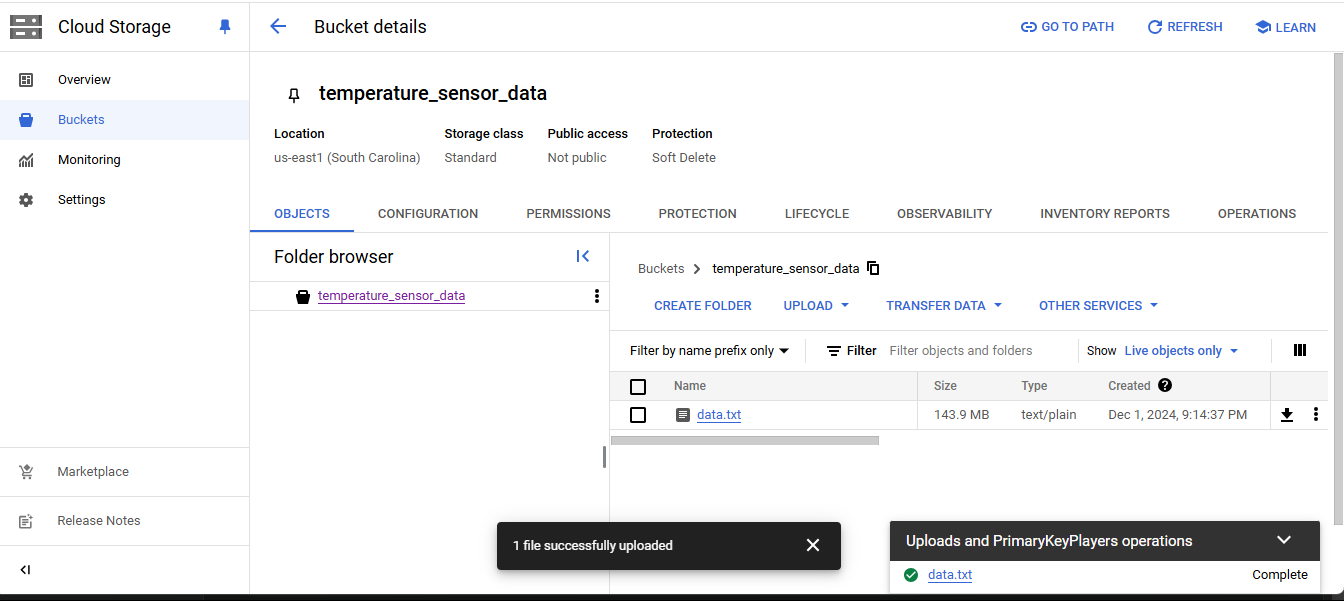 Cloud Storage
Bucket details
GO TO PATH
REFRESH
LEARN
Overview
Buckets
Monitoring
Settings
Marketplace
Release Notes
temperature_sensor_data
Location Storage class Public access Protection
us-east1 (South Carolina) Standard Not public Soft Delete
OBJECTS CONFIGURATION PERMISSIONS PROTECTION LIFECYCLE OBSERVABILITY INVENTORY REPORTS OPERATIONS
Folder browser
temperature_sensor_data
Buckets > temperature_sensor_data
CREATE FOLDER UPLOAD TRANSFER DATA OTHER SERVICES
Filter by name prefix only Filter Filter objects and folders Show Live objects only
Name Size Type Created
data.txt 143.9 MB text/plain Dec 1, 2024, 9:14:37 PM
1 file successfully uploaded
Uploads and PrimaryKeyPlayers operations
data.txt Complete